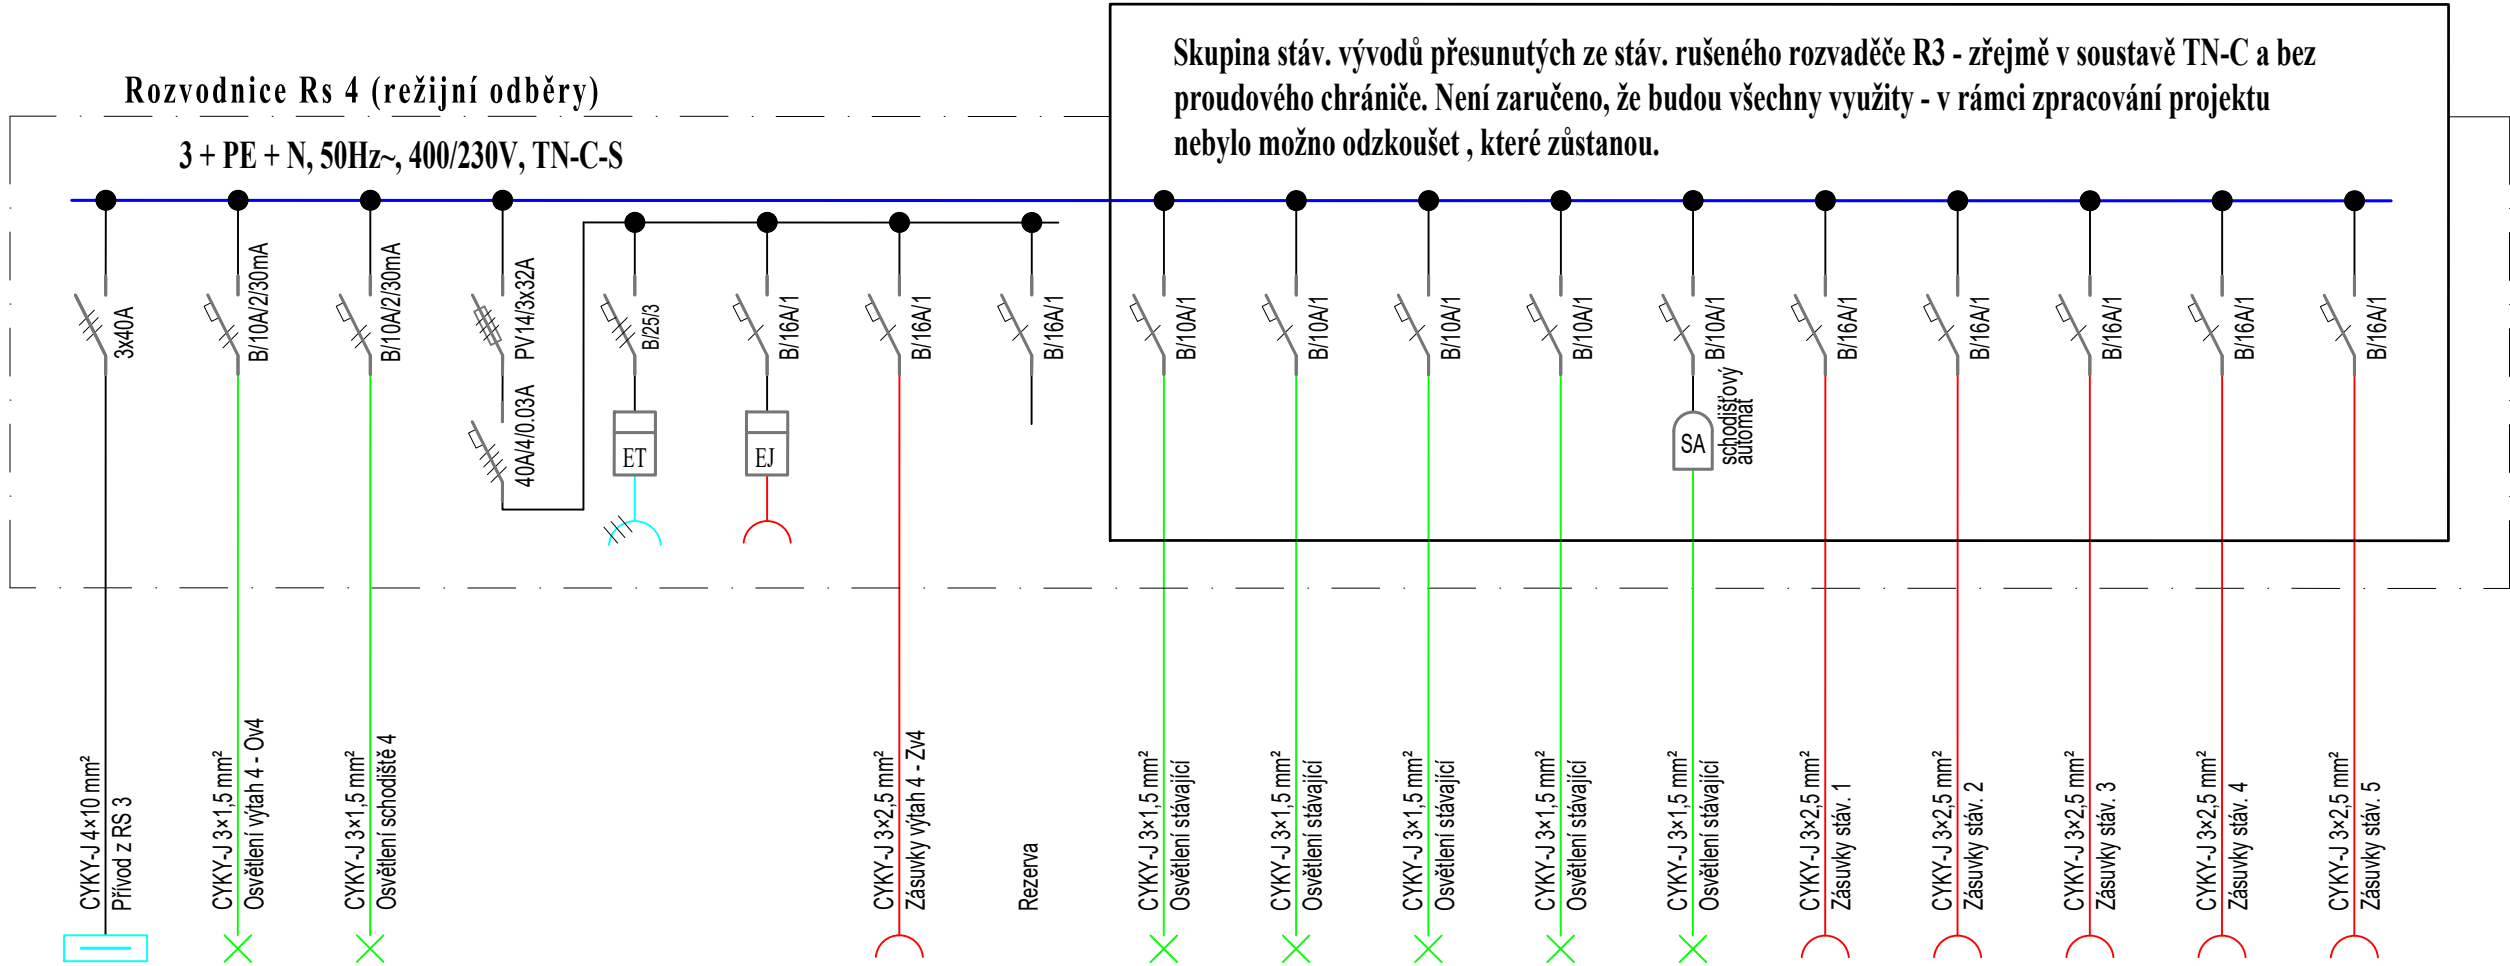 Skupina stáv. vývodů přesunutých ze stáv. rušeného rozvaděče R3 - zřejmě v soustavě TN-C a bez
proudového chrániče. Není zaručeno, že budou všechny využity - v rámci zpracování projektu
nebylo možno odzkoušet , které zůstanou.
Rozvodnice Rs 4 (režijní odběry)
3 + PE + N, 50Hz~, 400/230V, TN-C-S
3x40A
B/10A/2/30mA
B/10A/2/30mA
PV14/3x32A
40A/4/0.03A
B/25/3
B/16A/1
B/16A/1
B/16A/1
B/10A/1
B/10A/1
B/10A/1
B/10A/1
B/10A/1
B/16A/1
B/16A/1
B/16A/1
B/16A/1
B/16A/1
ET
EJ
SA
schodišťový
automat
CYKY-J 4×10 mm²
Přívod z RS 3
CYKY-J 3×1,5 mm²
Osvětlení výtah 4 - Ov4
CYKY-J 3×1,5 mm²
Osvětlení schodiště 4
CYKY-J 3×2,5 mm²
Zásuvky výtah 4 - Zv4
Rezerva
CYKY-J 3×1,5 mm²
Osvětlení stávající
CYKY-J 3×1,5 mm²
Osvětlení stávající
CYKY-J 3×1,5 mm²
Osvětlení stávající
CYKY-J 3×1,5 mm²
Osvětlení stávající
CYKY-J 3×1,5 mm²
Osvětlení stávající
CYKY-J 3×2,5 mm²
Zásuvky stáv. 1
CYKY-J 3×2,5 mm²
Zásuvky stáv. 2
CYKY-J 3×2,5 mm²
Zásuvky stáv. 3
CYKY-J 3×2,5 mm²
Zásuvky stáv. 4
CYKY-J 3×2,5 mm²
Zásuvky stáv. 5